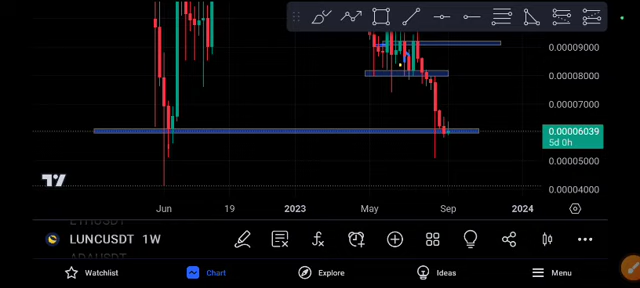 0.00009000
0.00008000
0.00007000
0.00006039
5d 0h
0.00005000
0.00004000
Jun 19 2023 May Sep 2024
ETHUSDT
LUNCUSDT 1W
ADAUSDT
Watchlist Chart Explore Ideas Menu